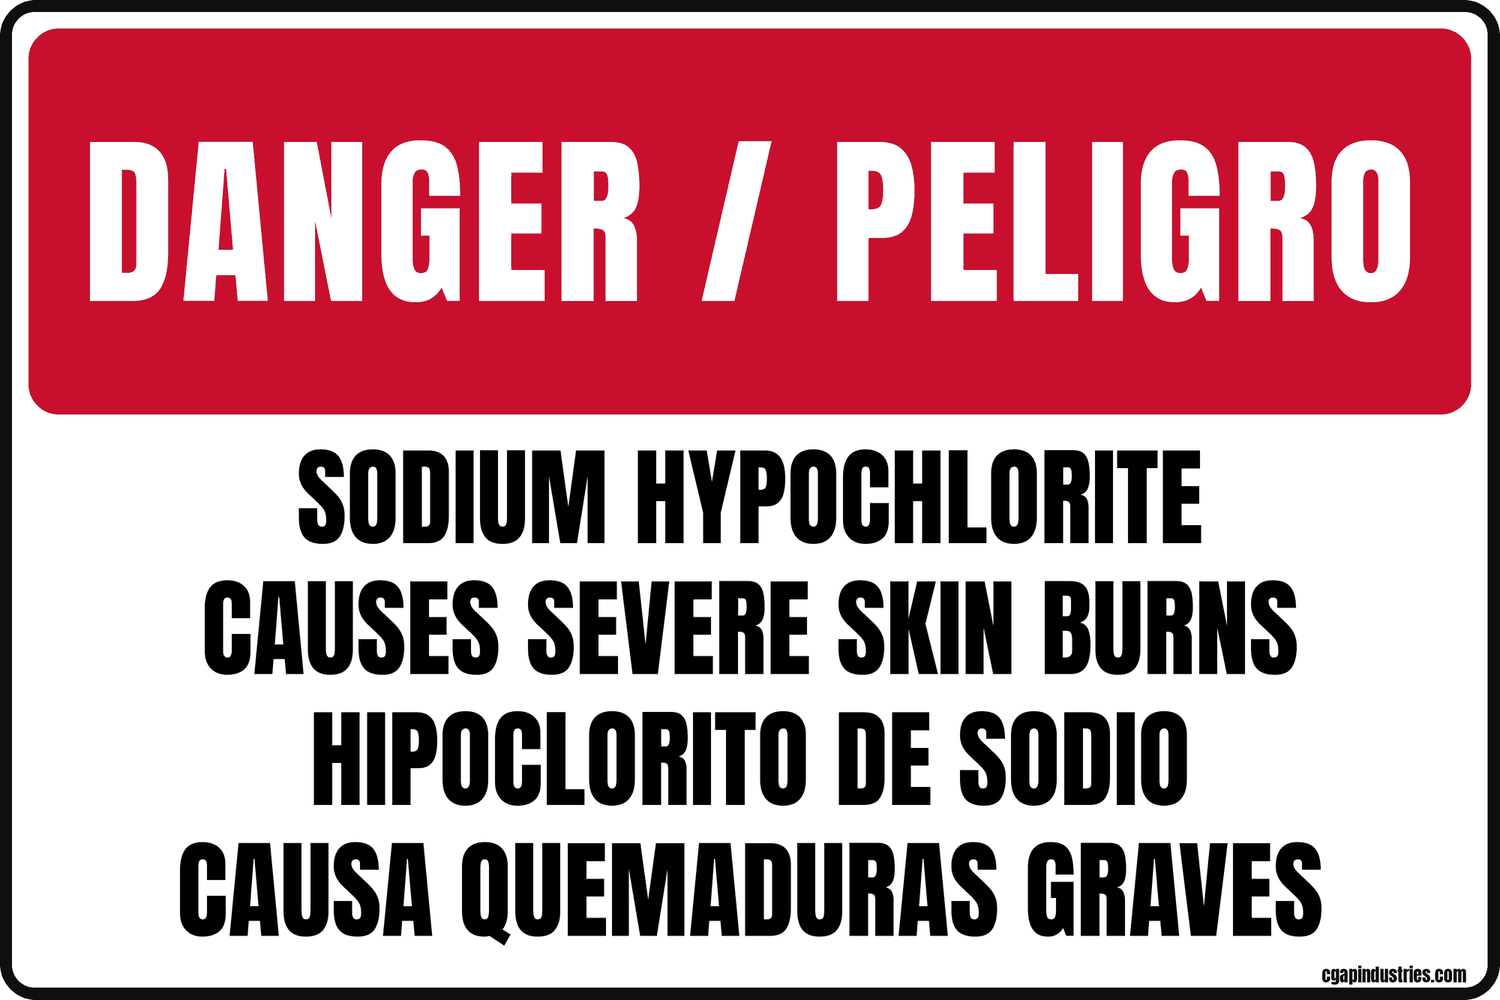 DANGER / PELIGRO
SODIUM HYPOCHLORITE
CAUSES SEVERE SKIN BURNS
HIPOCLORITO DE SODIO
CAUSA QUEMADURAS GRAVES
cgapindustries.com